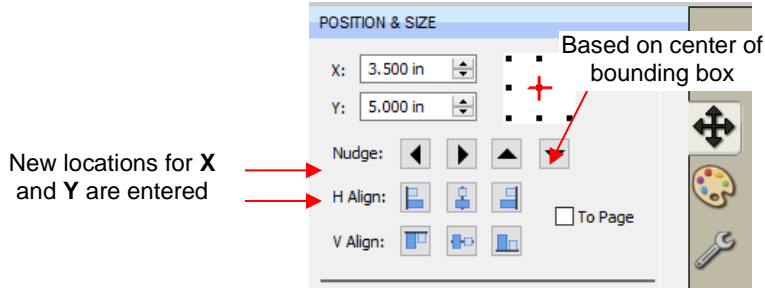 POSITION & SIZE
Based on center of
bounding box
X: 3.500 in
Y: 5.000 in
Nudge:
New locations for X
and Y are entered
H Align:
To Page
V Align: